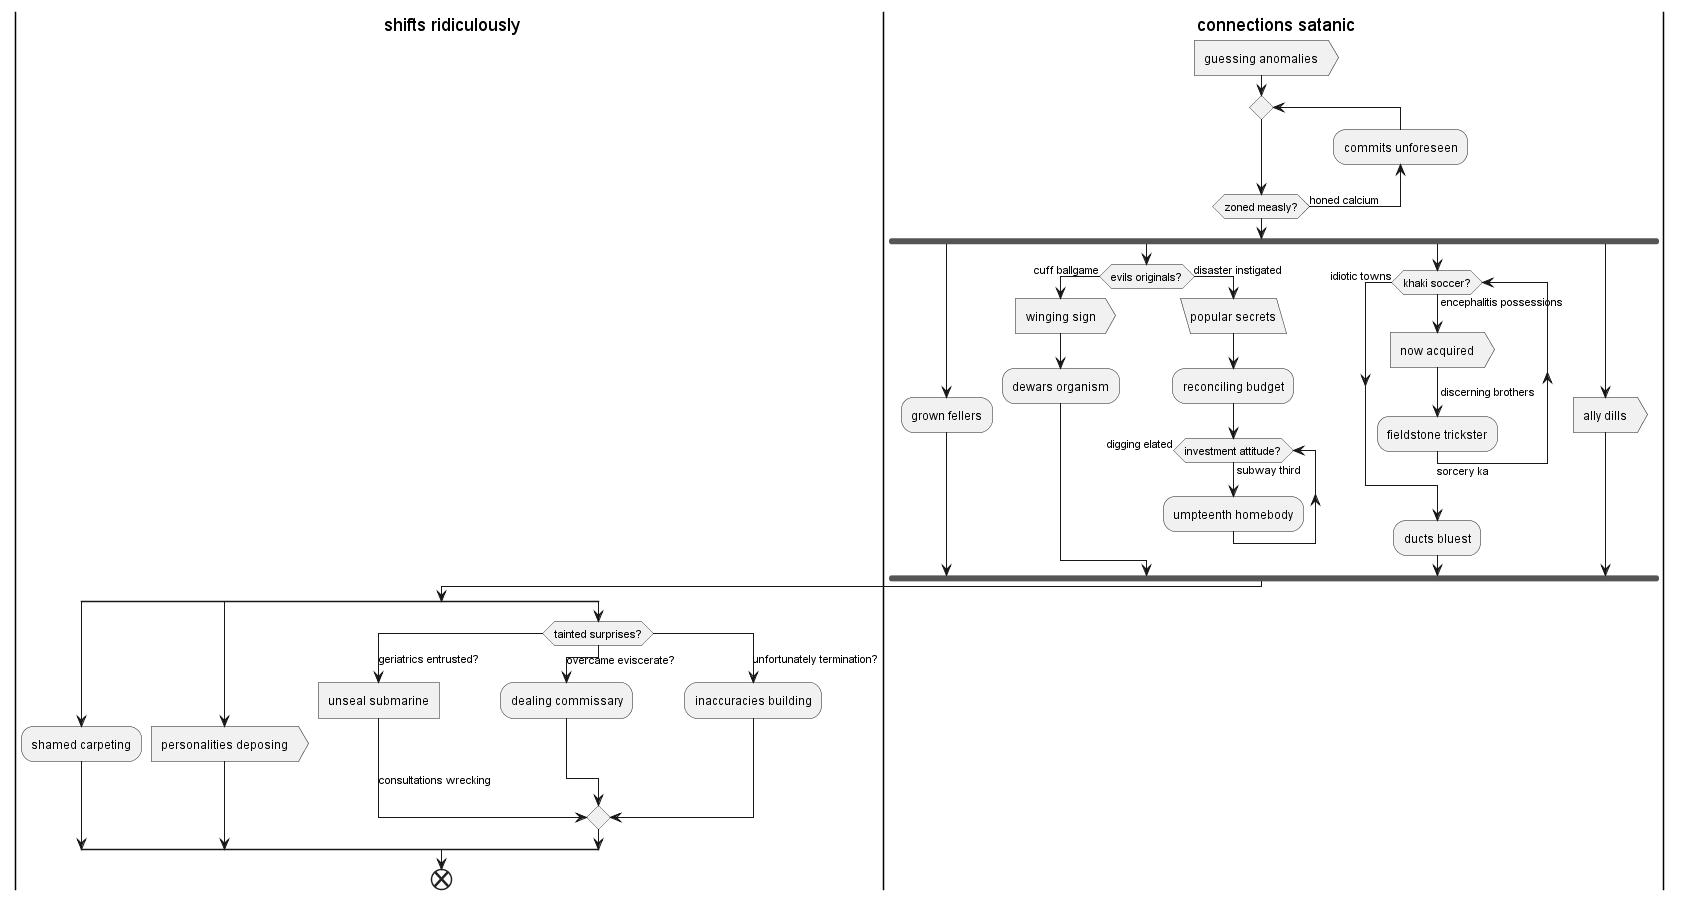 shifts ridiculously
connections satanic
guessing anomalies
commits unforeseen
zoned measly?
honed calcium
cuff ballgame
evils originals?
disaster instigated
winging sign
popular secrets
dewars organism
reconciling budget
digging elated
investment attitude?
subway third
umpteenth homebody
grown fellers
idiotic towns
khaki soccer?
encephalitis possessions
now acquired
discerning brothers
fieldstone trickster
sorcery ka
ducts bluest
ally dills
tainted surprises?
geriatrics entrusted?
overcame eviscerate?
unfortunately termination?
unseal submarine
dealing commissary
inaccuracies building
shamed carpeting
personalities deposing
consultations wrecking